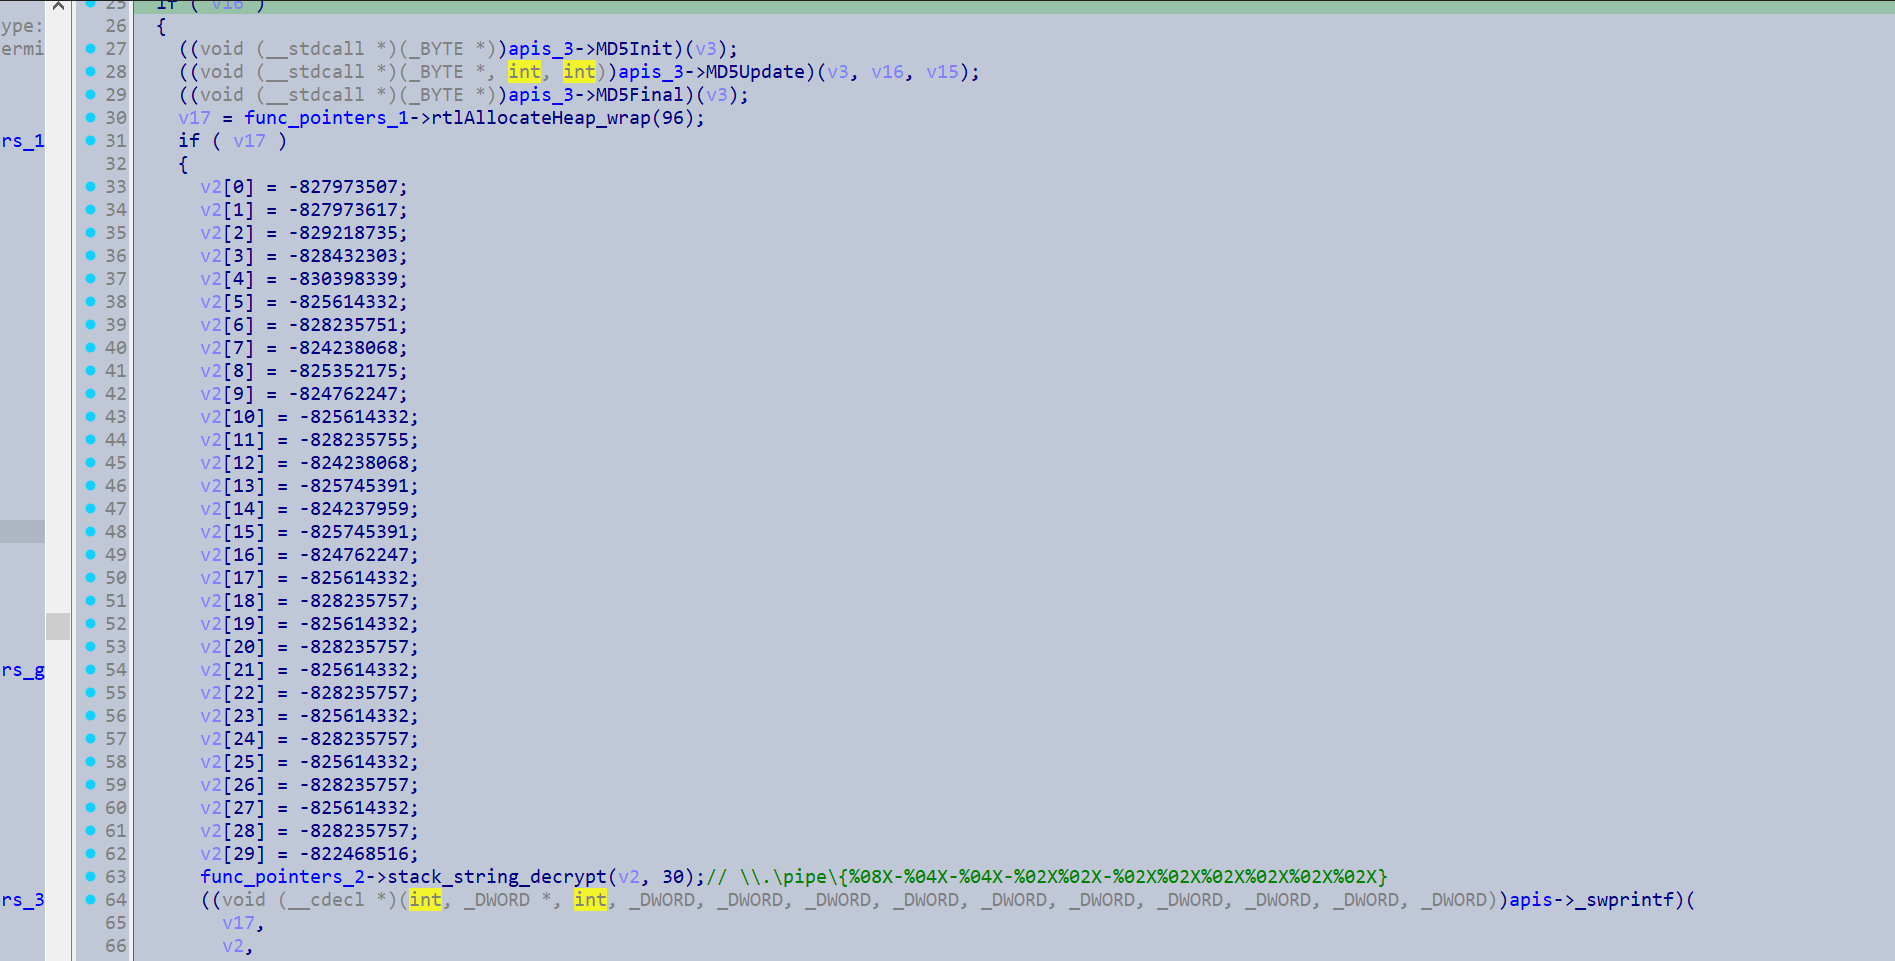 25 if ( v16 )
ype: 26 {
ermi 27 ((void (__stdcall *)(_BYTE *))apis_3->MD5Init)(v3);
28 ((void (__stdcall *)(_BYTE *, int, int))apis_3->MD5Update)(v3, v16, v15);
29 ((void (__stdcall *)(_BYTE *))apis_3->MD5Final)(v3);
30 v17 = func_pointers_1->rtlAllocateHeap_wrap(96);
rs_1 31 if ( v17 )
32 {
33 v2[0] = -827973507;
34 v2[1] = -827973617;
35 v2[2] = -829218735;
36 v2[3] = -828432303;
37 v2[4] = -830398339;
38 v2[5] = -825614332;
39 v2[6] = -828235751;
40 v2[7] = -824238068;
41 v2[8] = -825352175;
42 v2[9] = -824762247;
43 v2[10] = -825614332;
44 v2[11] = -828235755;
45 v2[12] = -824238068;
46 v2[13] = -825745391;
47 v2[14] = -824237959;
48 v2[15] = -825745391;
49 v2[16] = -824762247;
50 v2[17] = -825614332;
51 v2[18] = -828235757;
52 v2[19] = -825614332;
53 v2[20] = -828235757;
rs_g 54 v2[21] = -825614332;
55 v2[22] = -828235757;
56 v2[23] = -825614332;
57 v2[24] = -828235757;
58 v2[25] = -825614332;
59 v2[26] = -828235757;
60 v2[27] = -825614332;
61 v2[28] = -828235757;
62 v2[29] = -822468516;
63 func_pointers_2->stack_string_decrypt(v2, 30);// \\.\pipe\{%08X-%04X-%04X-%02X%02X-%02X%02X%02X%02X%02X%02X}
rs_3 64 ((void (__cdecl *)(int, _DWORD *, int, _DWORD, _DWORD, _DWORD, _DWORD, _DWORD, _DWORD, _DWORD, _DWORD, _DWORD, _DWORD))apis->_swprintf)(
65 v17,
66 v2,